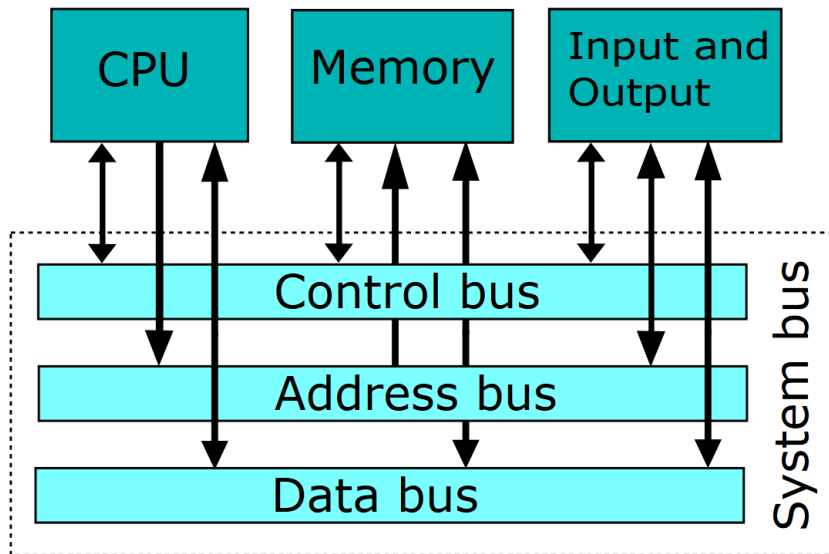 CPU
Memory
Input and
Output
Control bus
Address bus
Data bus
System bus